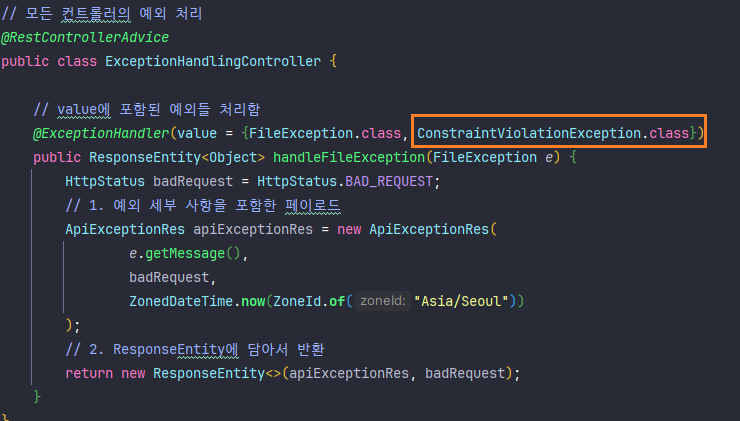 // 모든 컨트롤러의 예외 처리
@RestControllerAdvice
public class ExceptionHandlingController {
// value에 포함된 예외들 처리함
@ExceptionHandler(value = {FileException.class, ConstraintViolationException.class})
public ResponseEntity<Object> handleFileException(FileException e) {
HttpStatus badRequest = HttpStatus.BAD_REQUEST;
// 1. 예외 세부 사항을 포함한 페이로드
ApiExceptionRes apiExceptionRes = new ApiExceptionRes(
e.getMessage(),
badRequest,
ZonedDateTime.now(ZoneId.of( zoneId: "Asia/Seoul"))
);
// 2. ResponseEntity에 담아서 반환
return new ResponseEntity<>(apiExceptionRes, badRequest);
}
}